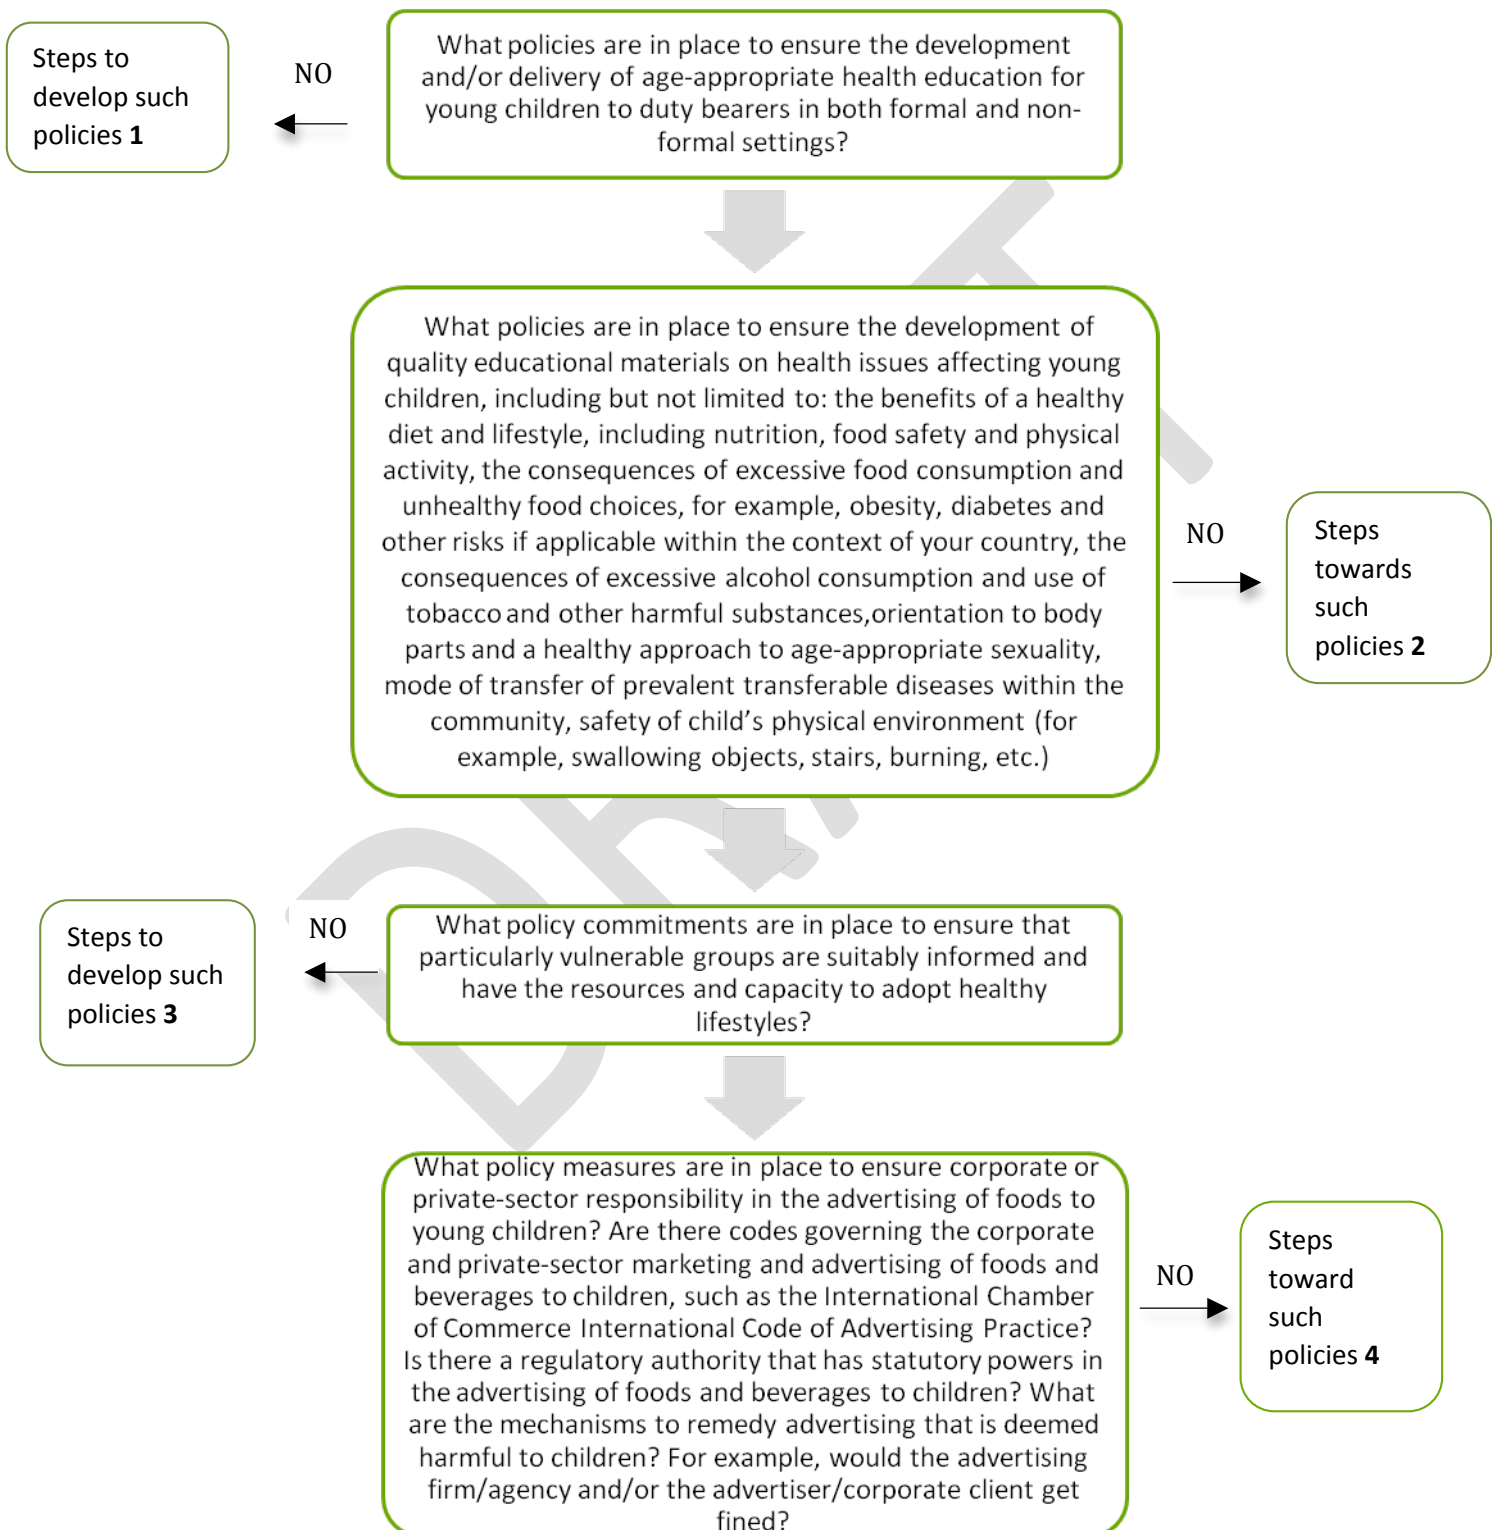 Steps to
develop such
policies 1
NO
What policies are in place to ensure the development
and/or delivery of age-appropriate health education for
young children to duty bearers in both formal and non-
formal settings?
What policies are in place to ensure the development of
quality educational materials on health issues affecting young
children, including but not limited to: the benefits of a healthy
diet and lifestyle, including nutrition, food safety and physical
activity, the consequences of excessive food consumption and
unhealthy food choices, for example, obesity, diabetes and
other risks if applicable within the context of your country, the
consequences of excessive alcohol consumption and use of
tobacco and other harmful substances,orientation to body
parts and a healthy approach to age-appropriate sexuality,
mode of transfer of prevalent transferable diseases within the
community, safety of child's physical environment (for
example, swallowing objects, stairs, burning, etc.)
NO
Steps
towards
such
policies 2
Steps to
develop such
policies 3
NO
What policy commitments are in place to ensure that
particularly vulnerable groups are suitably informed and
have the resources and capacity to adopt healthy
lifestyles?
What policy measures are in place to ensure corporate or
private-sector responsibility in the advertising of foods to
young children? Are there codes governing the corporate
and private-sector marketing and advertising of foods and
beverages to children, such as the International Chamber
of Commerce International Code of Advertising Practice?
Is there a regulatory authority that has statutory powers in
the advertising of foods and beverages to children? What
are the mechanisms to remedy advertising that is deemed
harmful to children? For example, would the advertising
firm/agency and/or the advertiser/corporate client get
fined?
NO
Steps
toward
such
policies 4
DRAFT